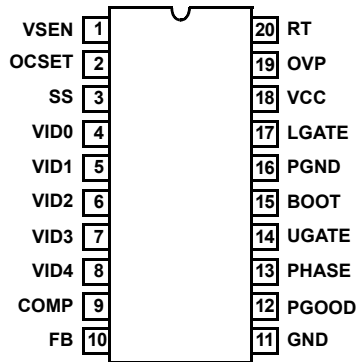 VSEN 1 20 RT
OCSET 2 19 OVP
SS 3 18 VCC
VID0 4 17 LGATE
VID1 5 16 PGND
VID2 6 15 BOOT
VID3 7 14 UGATE
VID4 8 13 PHASE
COMP 9 12 PGOOD
FB 10 11 GND